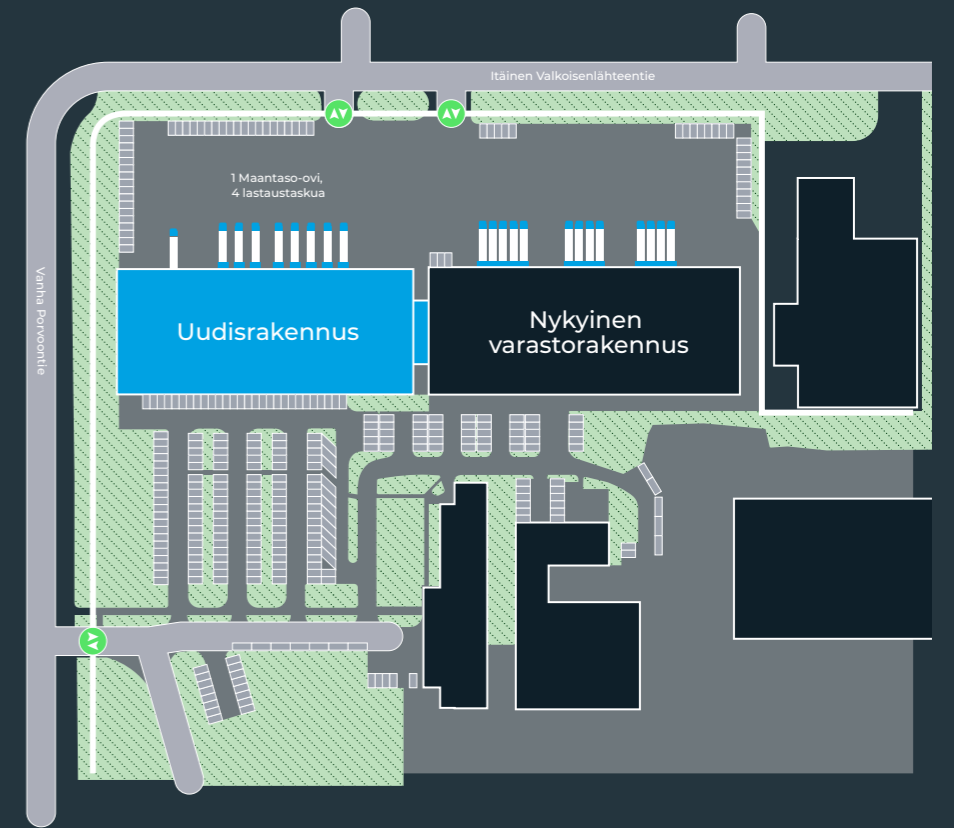 Itäinen Valkoisenlähteentie
1 Maantaso-ovi,
4 lastaustaskua
Vanha Porvoontie
Uudisrakennus
Nykyinen
varastorakennus